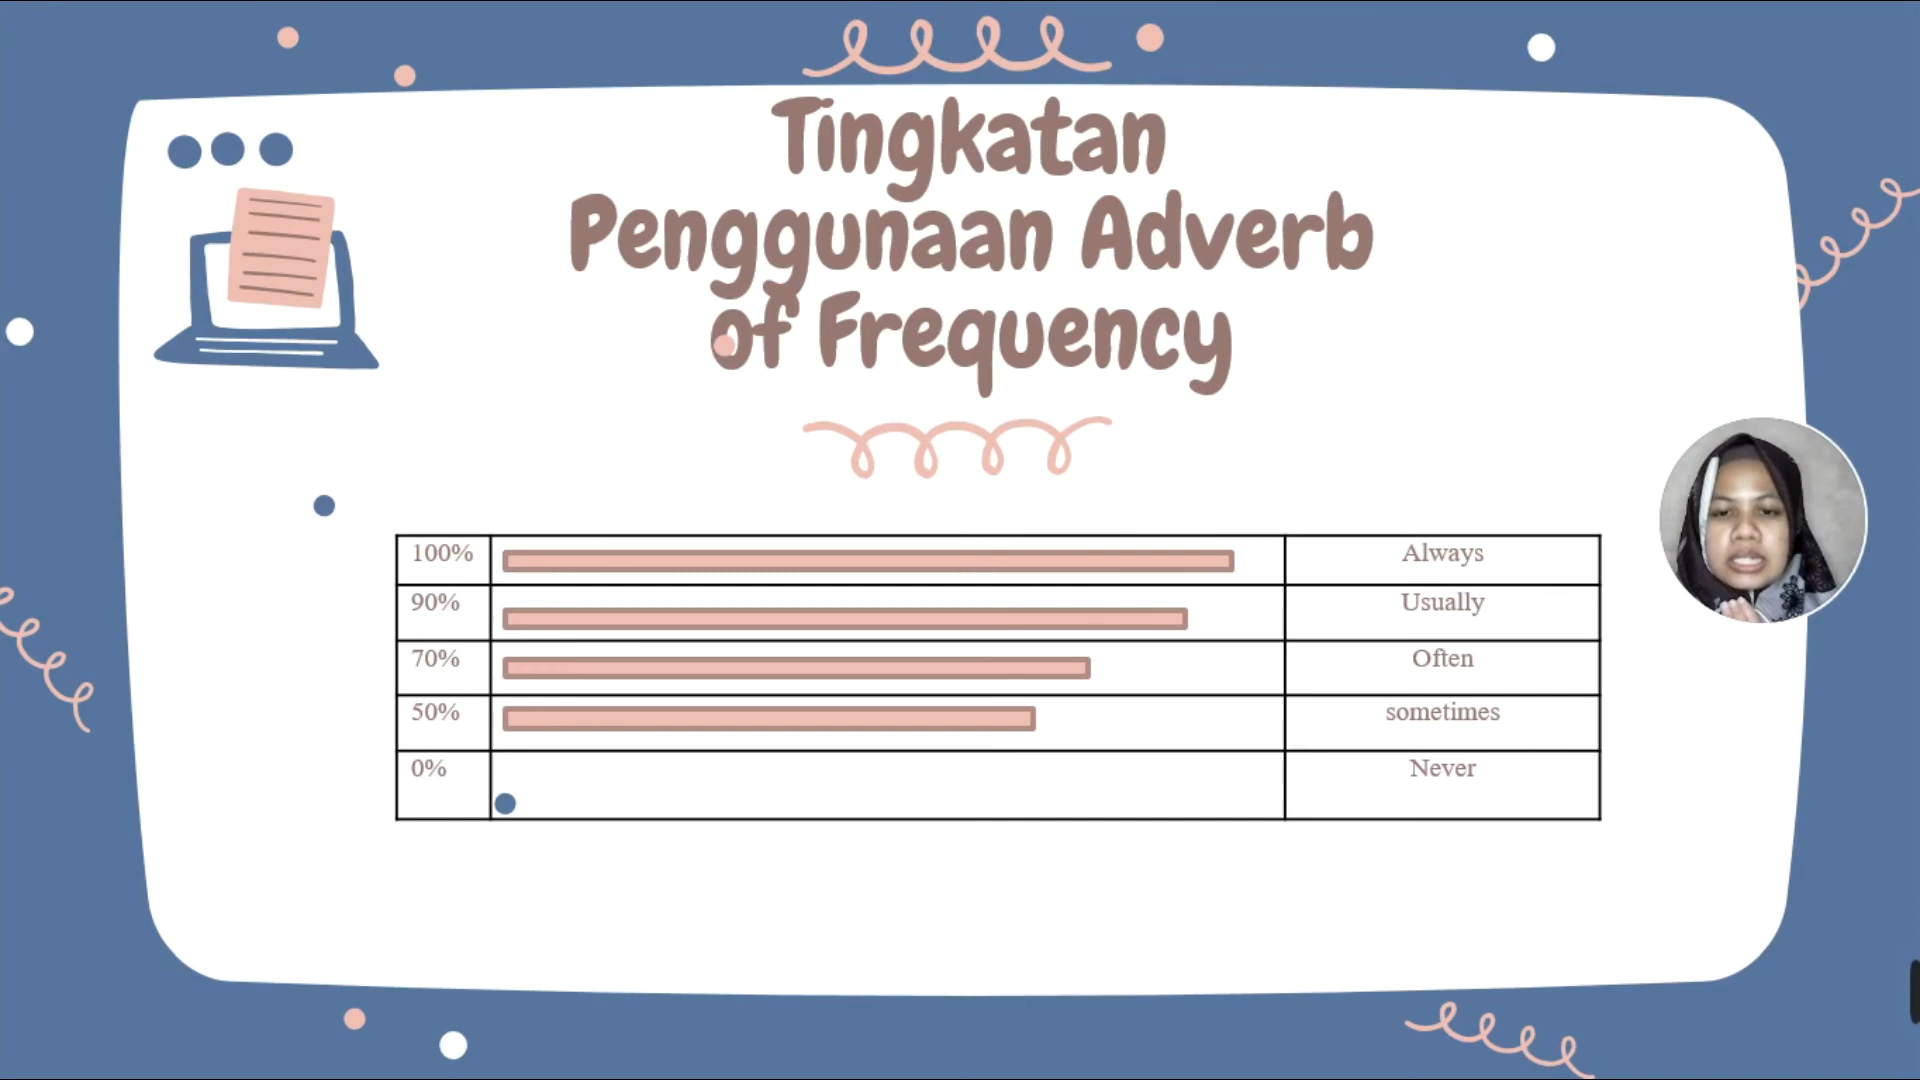 Tingkatan
Penggunaan Adverb
of Frequency
100% Always
90% Usually
70% Often
50% sometimes
0% Never